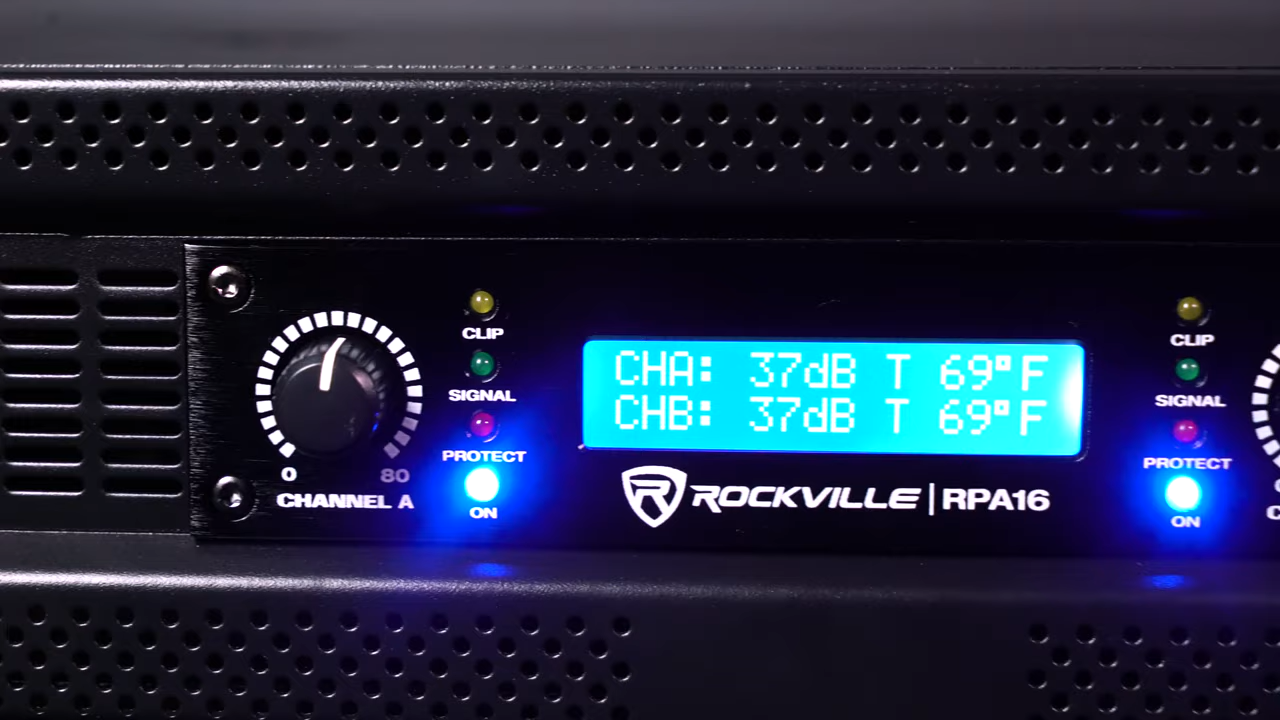 CHA: 37dB T 69°F
CHB: 37dB T 69°F
CLIP
SIGNAL
PROTECT
ON
0 80
CHANNEL A
ROCKVILLE | RPA16
CLIP
SIGNAL
PROTECT
ON